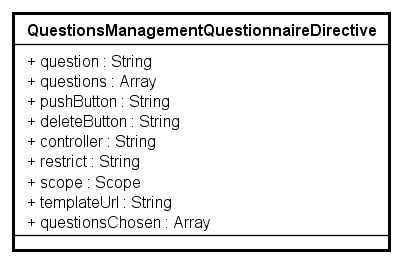 QuestionsManagementQuestionnaireDirective
+ question : String
+ questions : Array
+ pushButton : String
+ deleteButton : String
+ controller : String
+ restrict : String
+ scope : Scope
+ templateUrl : String
+ questionsChosen : Array